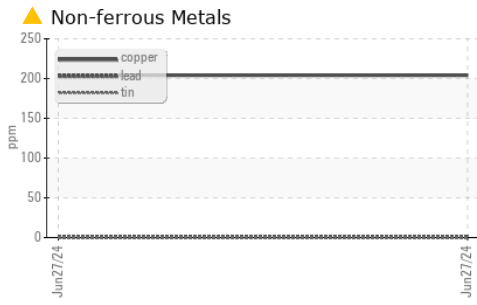 Non-ferrous Metals
250
200
150
100
50
0
ppm
copper
lead
tin
Jun27/24
Jun27/24